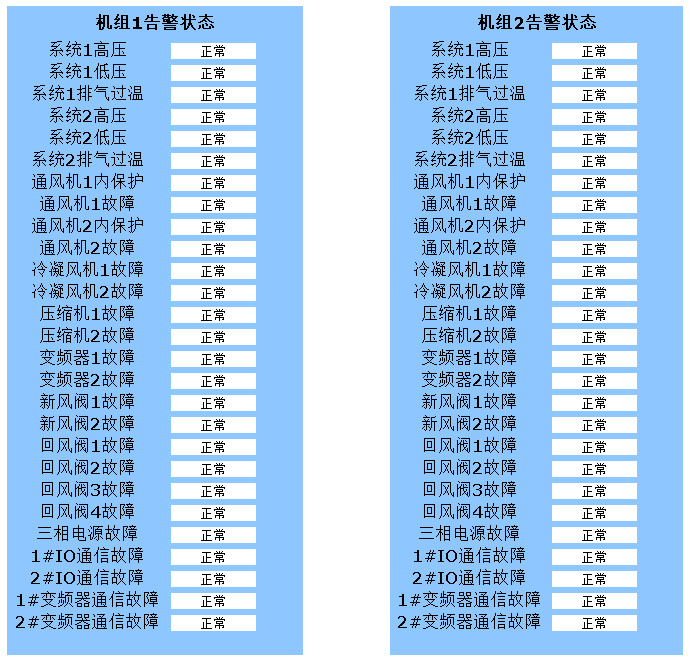 机组1告警状态
系统1高压 正常
系统1低压 正常
系统1排气过温 正常
系统2高压 正常
系统2低压 正常
系统2排气过温 正常
通风机1内保护 正常
通风机1故障 正常
通风机2内保护 正常
通风机2故障 正常
冷凝风机1故障 正常
冷凝风机2故障 正常
压缩机1故障 正常
压缩机2故障 正常
变频器1故障 正常
变频器2故障 正常
新风阀1故障 正常
新风阀2故障 正常
回风阀1故障 正常
回风阀2故障 正常
回风阀3故障 正常
回风阀4故障 正常
三相电源故障 正常
1#IO通信故障 正常
2#IO通信故障 正常
1#变频器通信故障 正常
2#变频器通信故障 正常
机组2告警状态
系统1高压 正常
系统1低压 正常
系统1排气过温 正常
系统2高压 正常
系统2低压 正常
系统2排气过温 正常
通风机1内保护 正常
通风机1故障 正常
通风机2内保护 正常
通风机2故障 正常
冷凝风机1故障 正常
冷凝风机2故障 正常
压缩机1故障 正常
压缩机2故障 正常
变频器1故障 正常
变频器2故障 正常
新风阀1故障 正常
新风阀2故障 正常
回风阀1故障 正常
回风阀2故障 正常
回风阀3故障 正常
回风阀4故障 正常
三相电源故障 正常
1#IO通信故障 正常
2#IO通信故障 正常
1#变频器通信故障 正常
2#变频器通信故障 正常